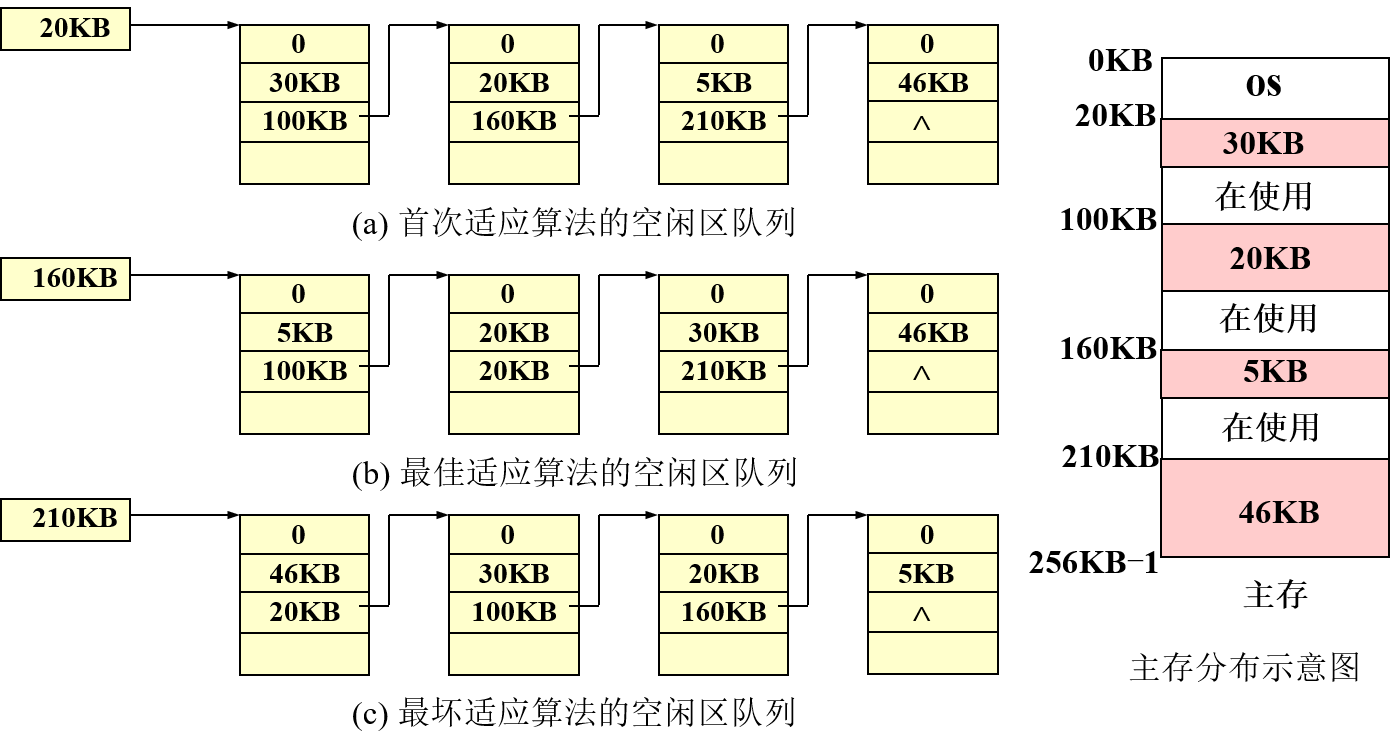 20KB
0 0 0 0
30KB 20KB 5KB 46KB
100KB 160KB 210KB ^
(a) 首次适应算法的空闲区队列
160KB
0 0 0 0
5KB 20KB 30KB 46KB
100KB 20KB 210KB ^
(b) 最佳适应算法的空闲区队列
210KB
0 0 0 0
46KB 30KB 20KB 5KB
20KB 100KB 160KB ^
(c) 最坏适应算法的空闲区队列
0KB
os
20KB
30KB
在使用
100KB
20KB
在使用
160KB
5KB
在使用
210KB
46KB
256KB−1
主存
主存分布示意图